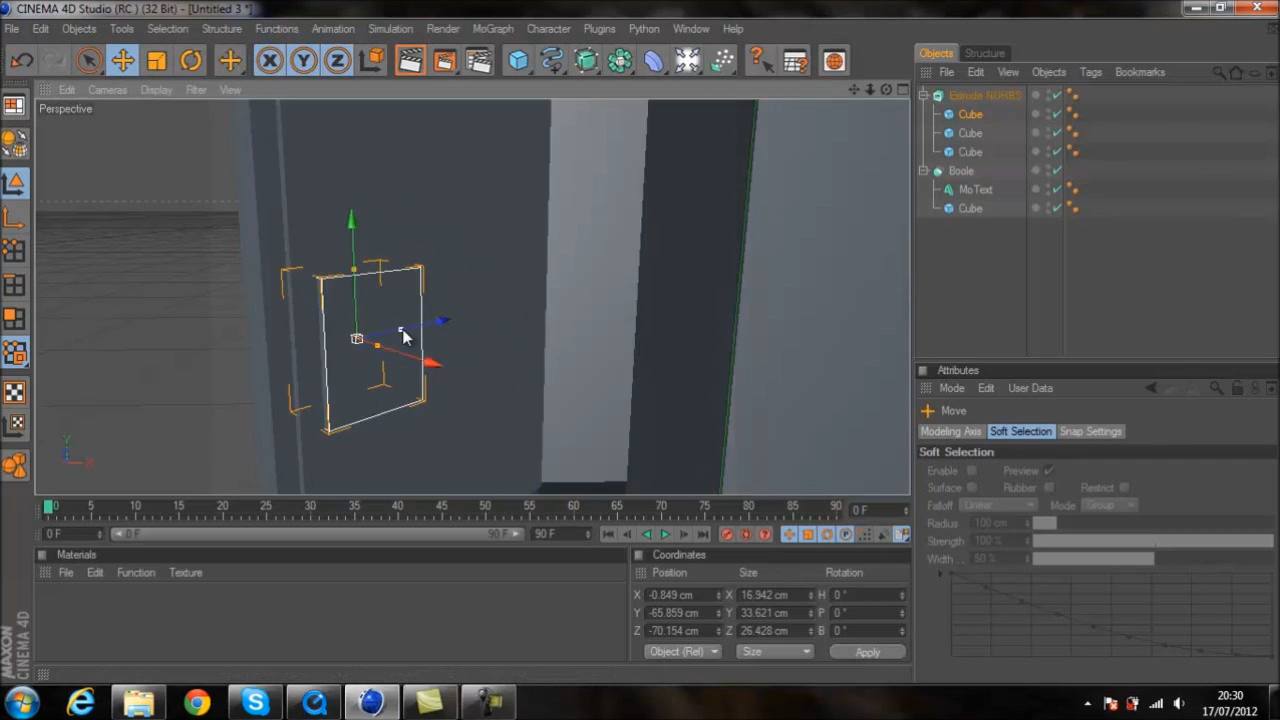 CINEMA 4D Studio (RC) (32 Bit) - [Untitled 3 *]
File Edit Objects Tools Selection Structure Functions Animation Simulation Render MoGraph Character Plugins Python Window Help
X Y Z
Objects Structure
File Edit View Objects Tags Bookmarks
Edit Cameras Display Filter View
Perspective
Extrude NURBS
Cube
Cube
Cube
Boole
MoText
Cube
Y
X
Attributes
Mode Edit User Data
Move
Modeling Axis Soft Selection Snap Settings
Soft Selection
Enable Preview
Surface Rubber Restrict
Falloff Linear Mode Group
Radius 100 cm
Strength 100 %
Width . . 50 %
0 5 10 15 20 25 30 35 40 45 50 55 60 65 70 75 80 85 90 0 F
0 F 0 F 90 F 90 F
Materials
File Edit Function Texture
Coordinates
Position Size Rotation
X -0.849 cm X 16.942 cm H 0 °
Y -65.859 cm Y 33.621 cm P 0 °
Z -70.154 cm Z 26.428 cm B 0 °
Object (Rel) Size Apply
MAXON CINEMA 4D
20:30
17/07/2012